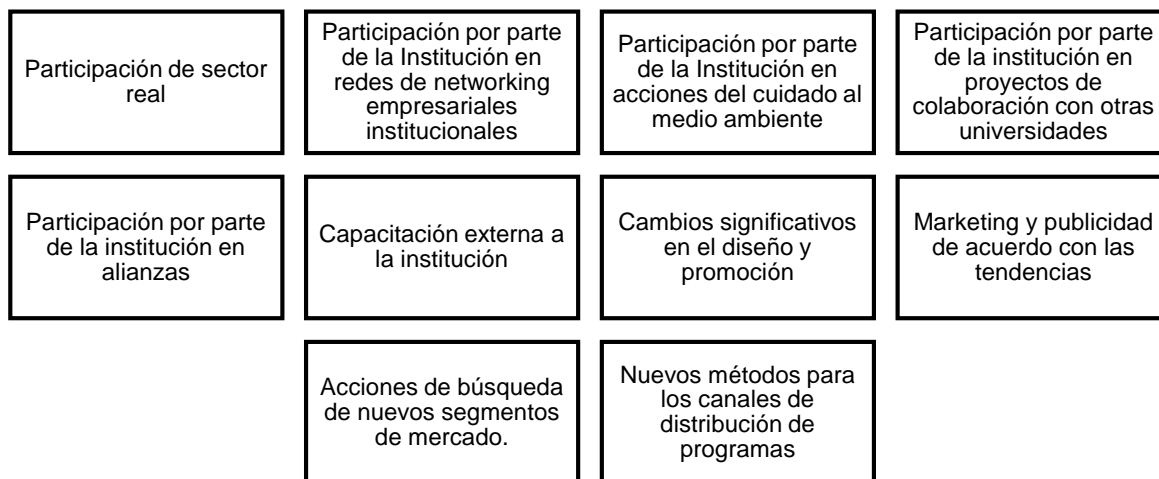 Participación de sector
real
Participación por parte
de la Institución en
redes de networking
empresariales
institucionales
Participación por parte
de la Institución en
acciones del cuidado al
medio ambiente
Participación por parte
de la institución en
proyectos de
colaboración con otras
universidades
Participación por parte
de la institución en
alianzas
Capacitación externa a
la institución
Cambios significativos
en el diseño y
promoción
Marketing y publicidad
de acuerdo con las
tendencias
Acciones de búsqueda
de nuevos segmentos
de mercado.
Nuevos métodos para
los canales de
distribución de
programas